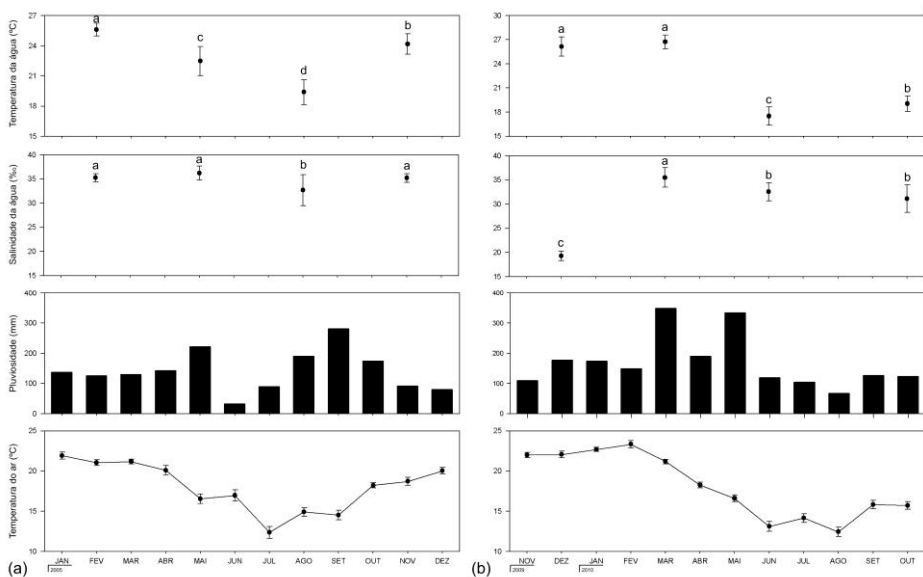 Temperatura da água (ºC)
27
24
21
18
15
a
c
d
b
30
27
24
21
18
15
a
a
c
b
Salinidade da água (‰)
40
35
30
25
20
15
a
a
b
a
40
35
30
25
20
15
c
a
b
b
Pluviosidade (mm)
400
300
200
100
0
400
300
200
100
0
Temperatura do ar (ºC)
25
20
15
10
25
20
15
10
(a)
JAN FEV MAR ABR MAI JUN JUL AGO SET OUT NOV DEZ
2005
(b)
NOV DEZ JAN FEV MAR ABR MAI JUN JUL AGO SET OUT
2009 2010